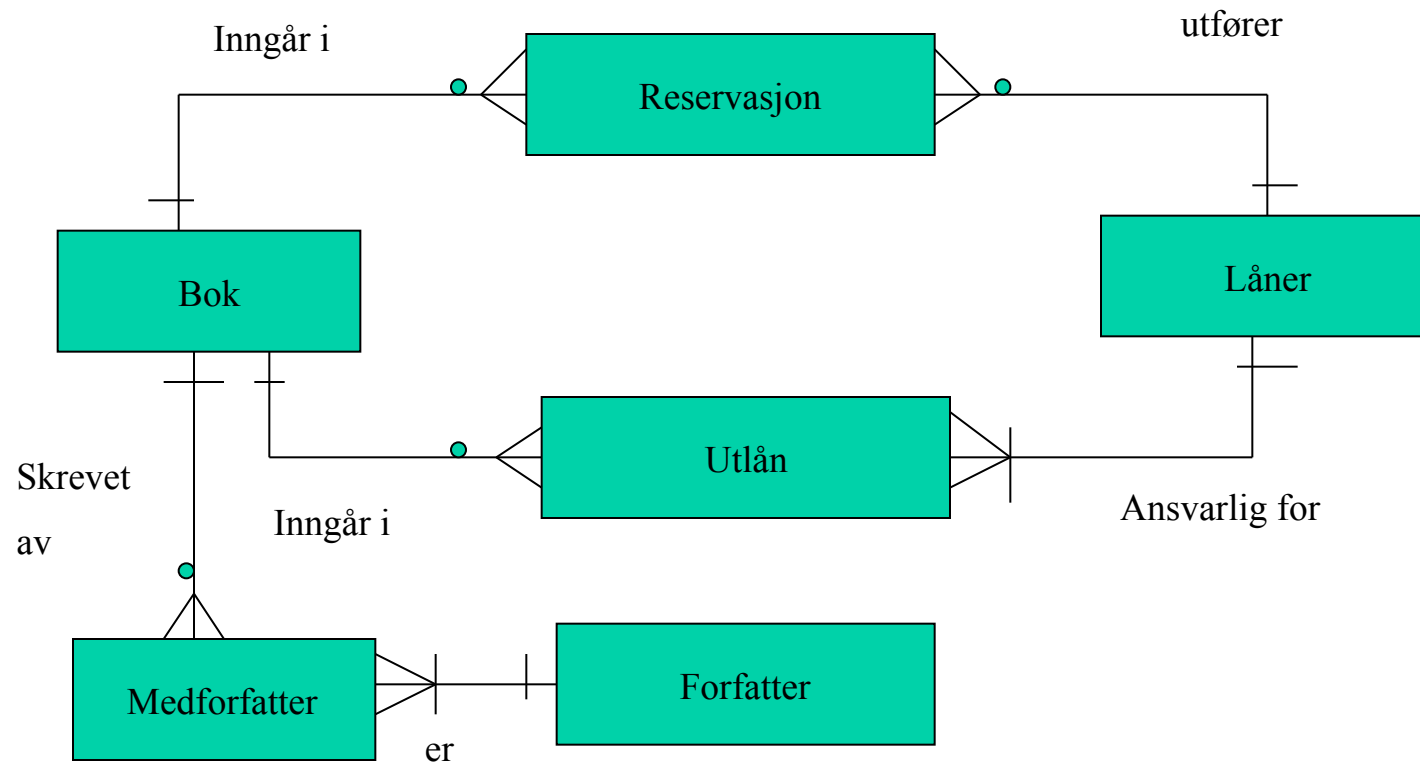 utfører
Inngår i
Reservasjon
Låner
Bok
Utlån
Skrevet
av
Ansvarlig for
Inngår i
Forfatter
Medforfatter
er